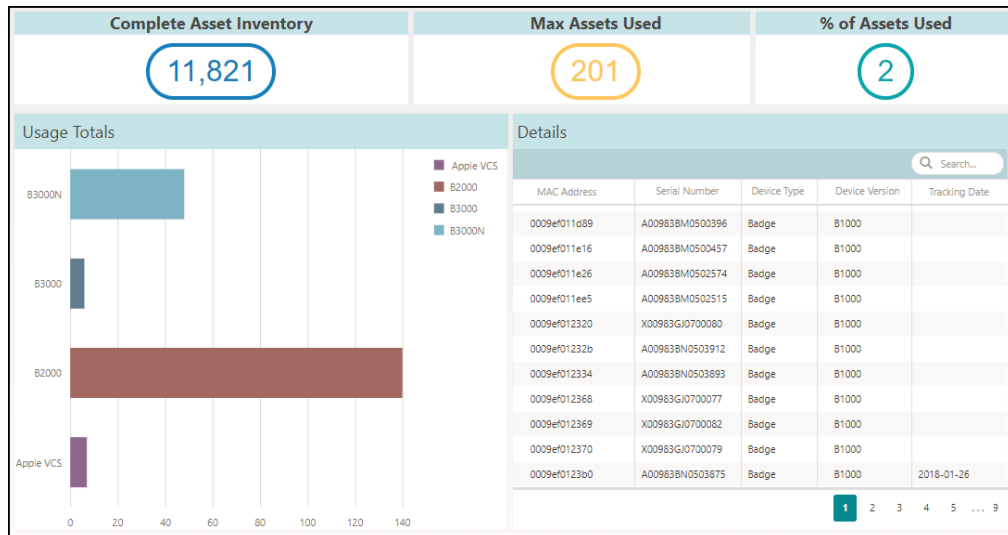 Complete Asset Inventory
Max Assets Used
% of Assets Used
11,821
201
2
Usage Totals
Apple VCS
B2000
B3000
B3000N
B3000N
B3000
B2000
Apple VCS
0 20 40 60 80 100 120 140
Details
Search...
MAC Address Serial Number Device Type Device Version Tracking Date
0009ef011d89 A00983BM0500396 Badge B1000
0009ef011e16 A00983BM0500457 Badge B1000
0009ef011e26 A00983BM0502574 Badge B1000
0009ef011ee5 A00983BM0502515 Badge B1000
0009ef012320 X00983GJ0700080 Badge B1000
0009ef01232b A00983BN0503912 Badge B1000
0009ef012334 A00983BN0503893 Badge B1000
0009ef012368 X00983GJ0700077 Badge B1000
0009ef012369 X00983GJ0700082 Badge B1000
0009ef012370 X00983GJ0700079 Badge B1000
0009ef0123b0 A00983BN0503875 Badge B1000 2018-01-26
1 2 3 4 5 ... 9